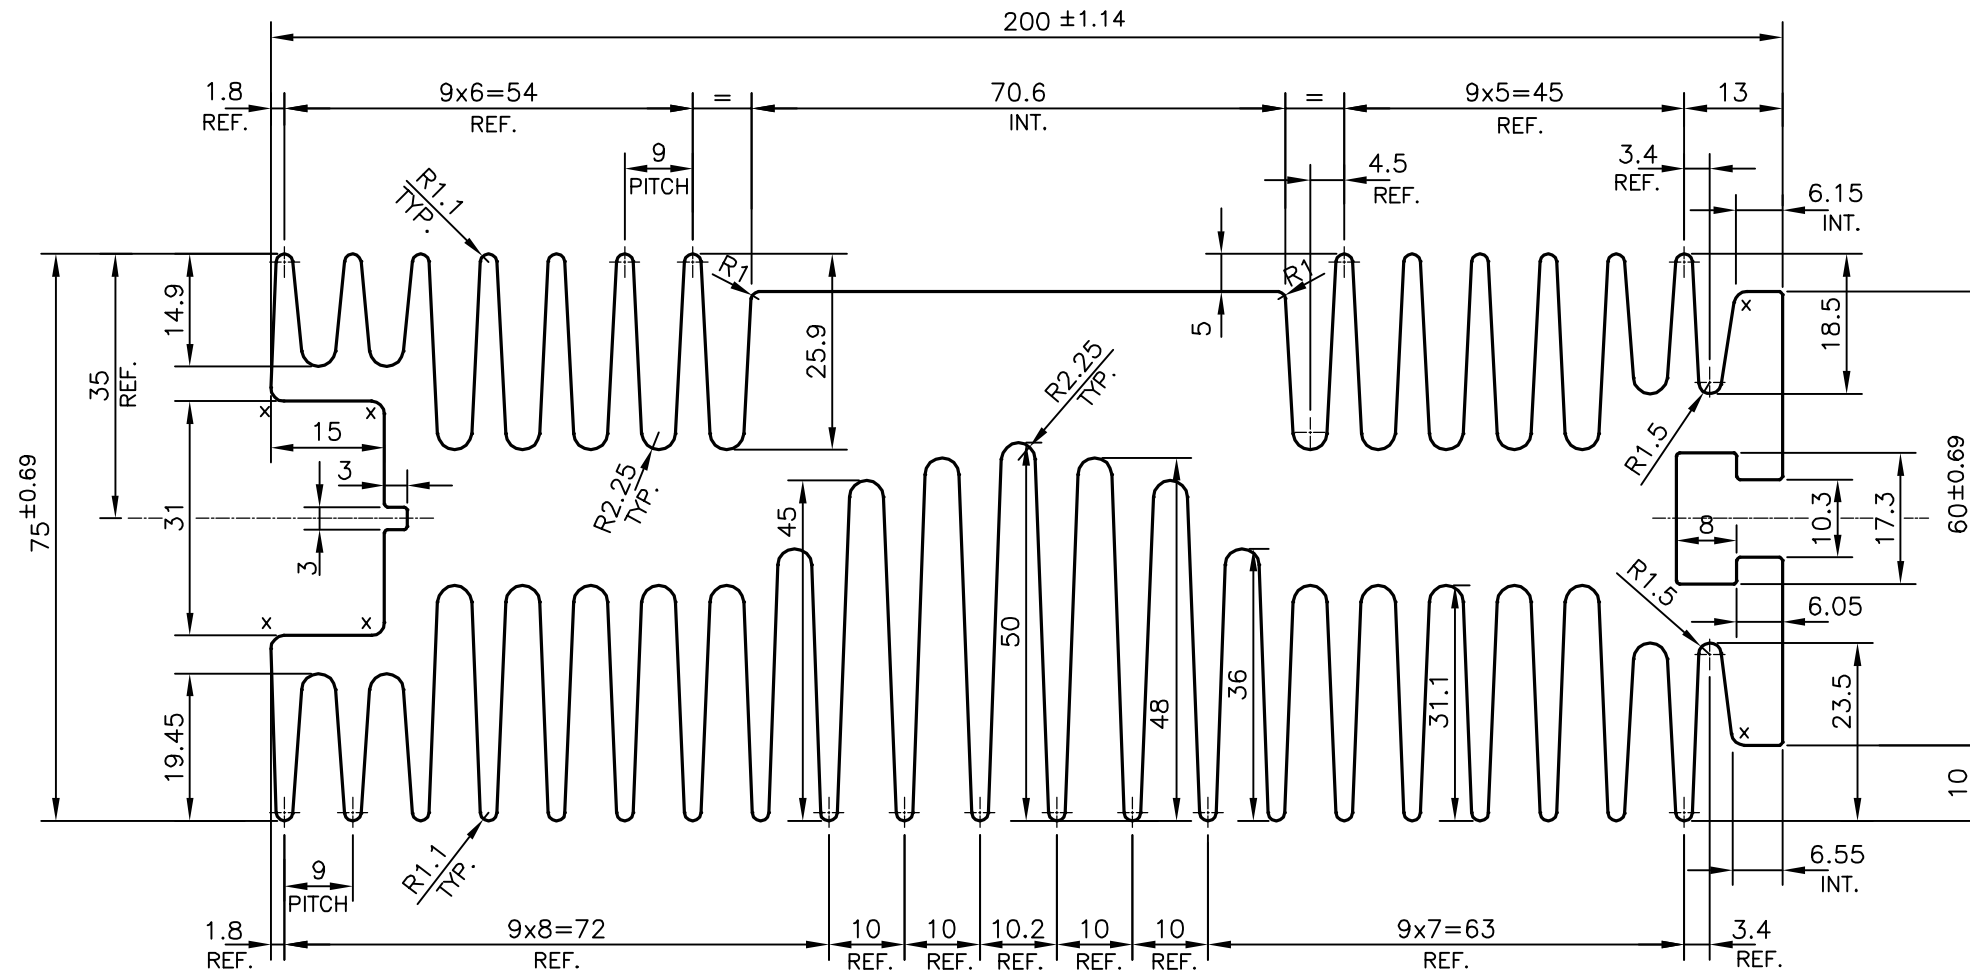 200 ±1.14
1.8
REF.
9x6=54
REF.
=
70.6
INT.
=
9x5=45
REF.
13
9
PITCH
4.5
REF.
3.4
REF.
6.15
INT.
R1.1
TYP.
R1
R1
14.9
35
REF.
25.9
5
18.5
R2.25
TYP.
x
x
x
15
3
R1.5
75±0.69
31
R2.25
TYP.
45
8
10.3
17.3
60±0.69
3
R1.5
6.05
x
x
50
36
48
31.1
19.45
23.5
x
10
R1.1
TYP.
9
PITCH
6.55
INT.
1.8
REF.
9x8=72
REF.
10
REF.
10
REF.
10.2
REF.
10
REF.
10
REF.
9x7=63
REF.
3.4
REF.